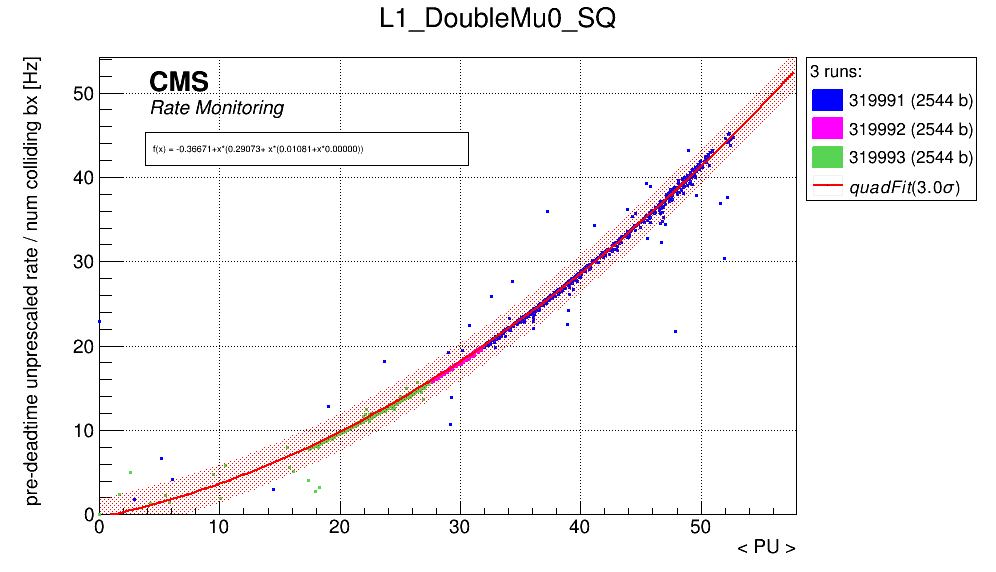 L1_DoubleMu0_SQ
pre-deadtime unprescaled rate / num colliding bx [Hz]
CMS
Rate Monitoring
f(x) = -0.36671+x*(0.29073+ x*(0.01081+x*0.00000))
50
40
30
20
10
0
0 10 20 30 40 50
< PU >
3 runs:
319991 (2544 b)
319992 (2544 b)
319993 (2544 b)
quadFit(3.0σ)